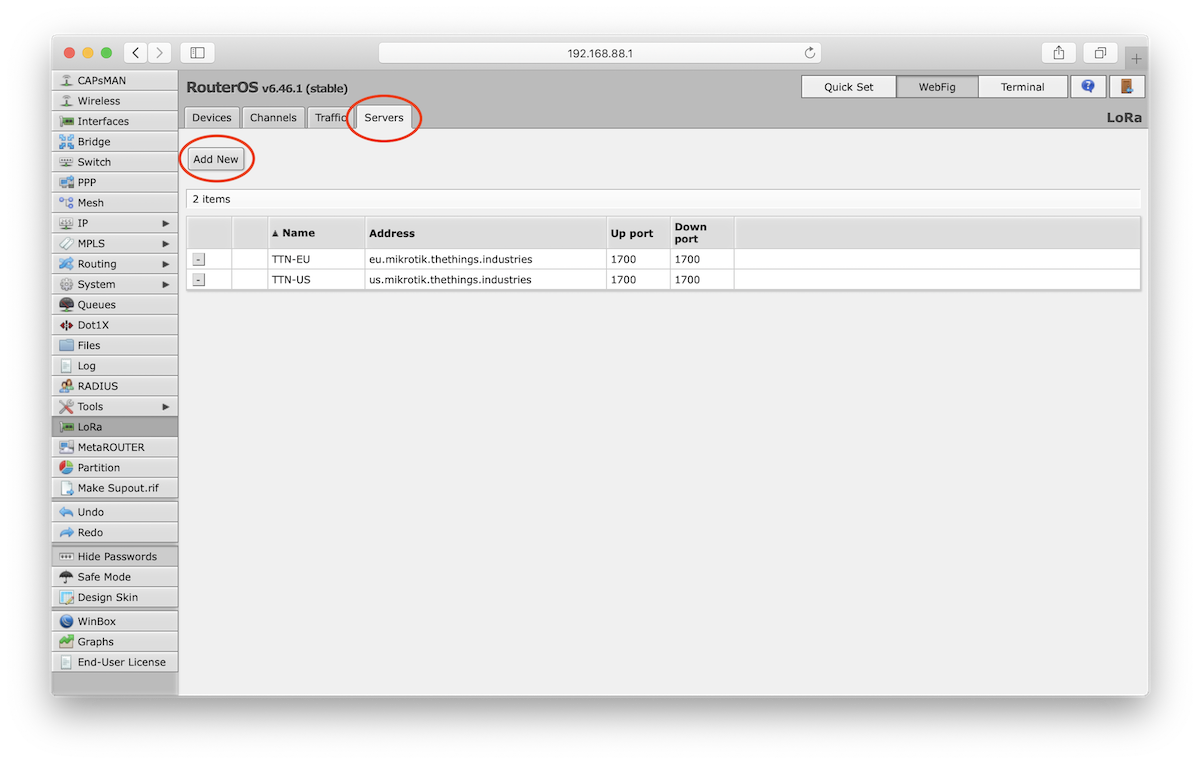 192.168.88.1
CAPsMAN
Wireless
Interfaces
Bridge
Switch
PPP
Mesh
IP
MPLS
Routing
System
Queues
Dot1X
Files
Log
RADIUS
Tools
LoRa
MetaROUTER
Partition
Make Supout.rif
Undo
Redo
Hide Passwords
Safe Mode
Design Skin
WinBox
Graphs
End-User License
RouterOS v6.46.1 (stable)
Quick Set WebFig Terminal
Devices Channels Traffic Servers
LoRa
Add New
2 items
▲ Name Address Up port Down port
- TTN-EU eu.mikrotik.thethings.industries 1700 1700
- TTN-US us.mikrotik.thethings.industries 1700 1700